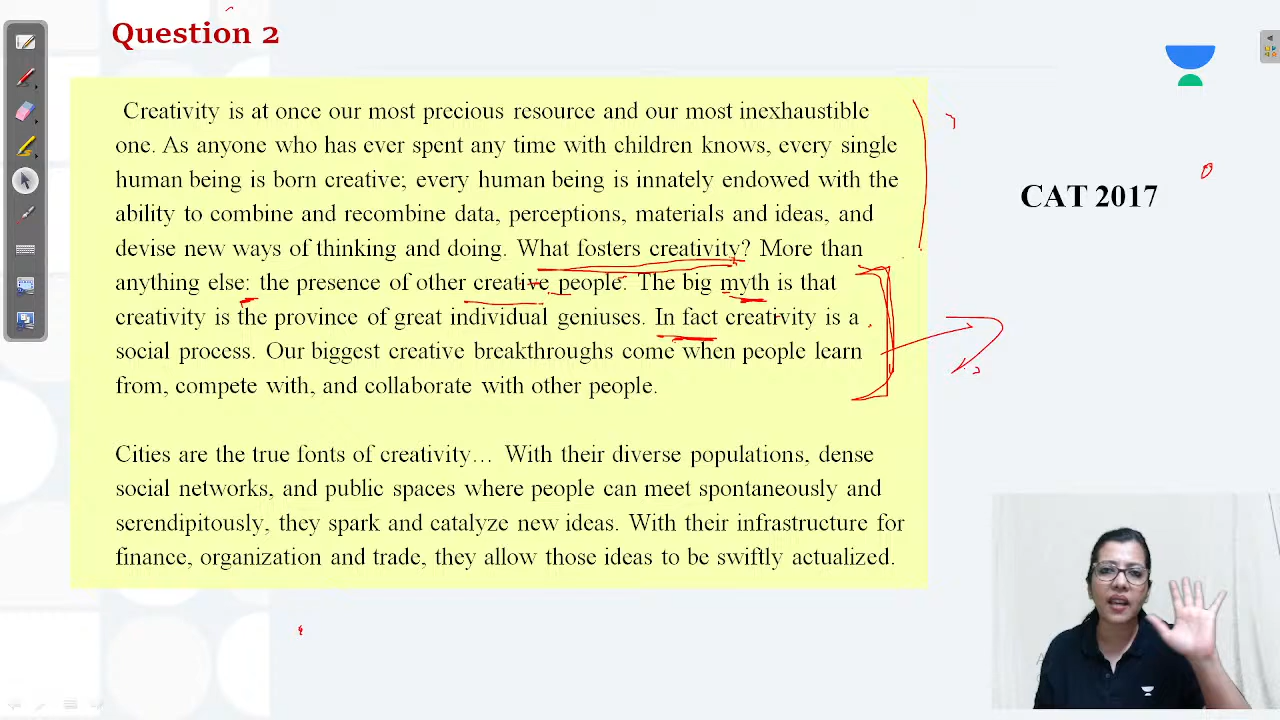 Question 2
Creativity is at once our most precious resource and our most inexhaustible
one. As anyone who has ever spent any time with children knows, every single
human being is born creative; every human being is innately endowed with the
ability to combine and recombine data, perceptions, materials and ideas, and
devise new ways of thinking and doing. What fosters creativity? More than
anything else: the presence of other creative people. The big myth is that
creativity is the province of great individual geniuses. In fact creativity is a
social process. Our biggest creative breakthroughs come when people learn
from, compete with, and collaborate with other people.
Cities are the true fonts of creativity… With their diverse populations, dense
social networks, and public spaces where people can meet spontaneously and
serendipitously, they spark and catalyze new ideas. With their infrastructure for
finance, organization and trade, they allow those ideas to be swiftly actualized.
CAT 2017